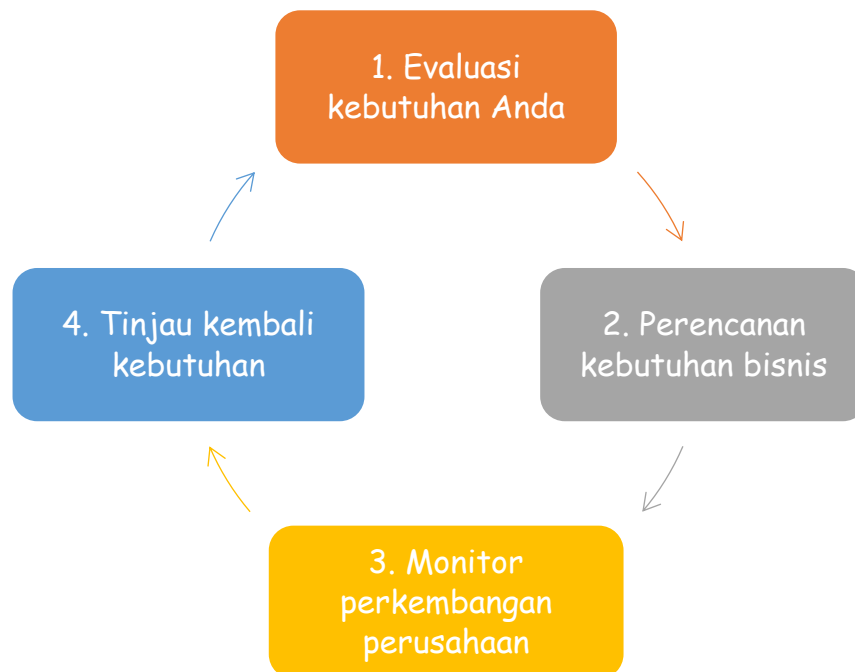 1. Evaluasi
kebutuhan Anda
2. Perencanan
kebutuhan bisnis
3. Monitor
perkembangan
perusahaan
4. Tinjau kembali
kebutuhan